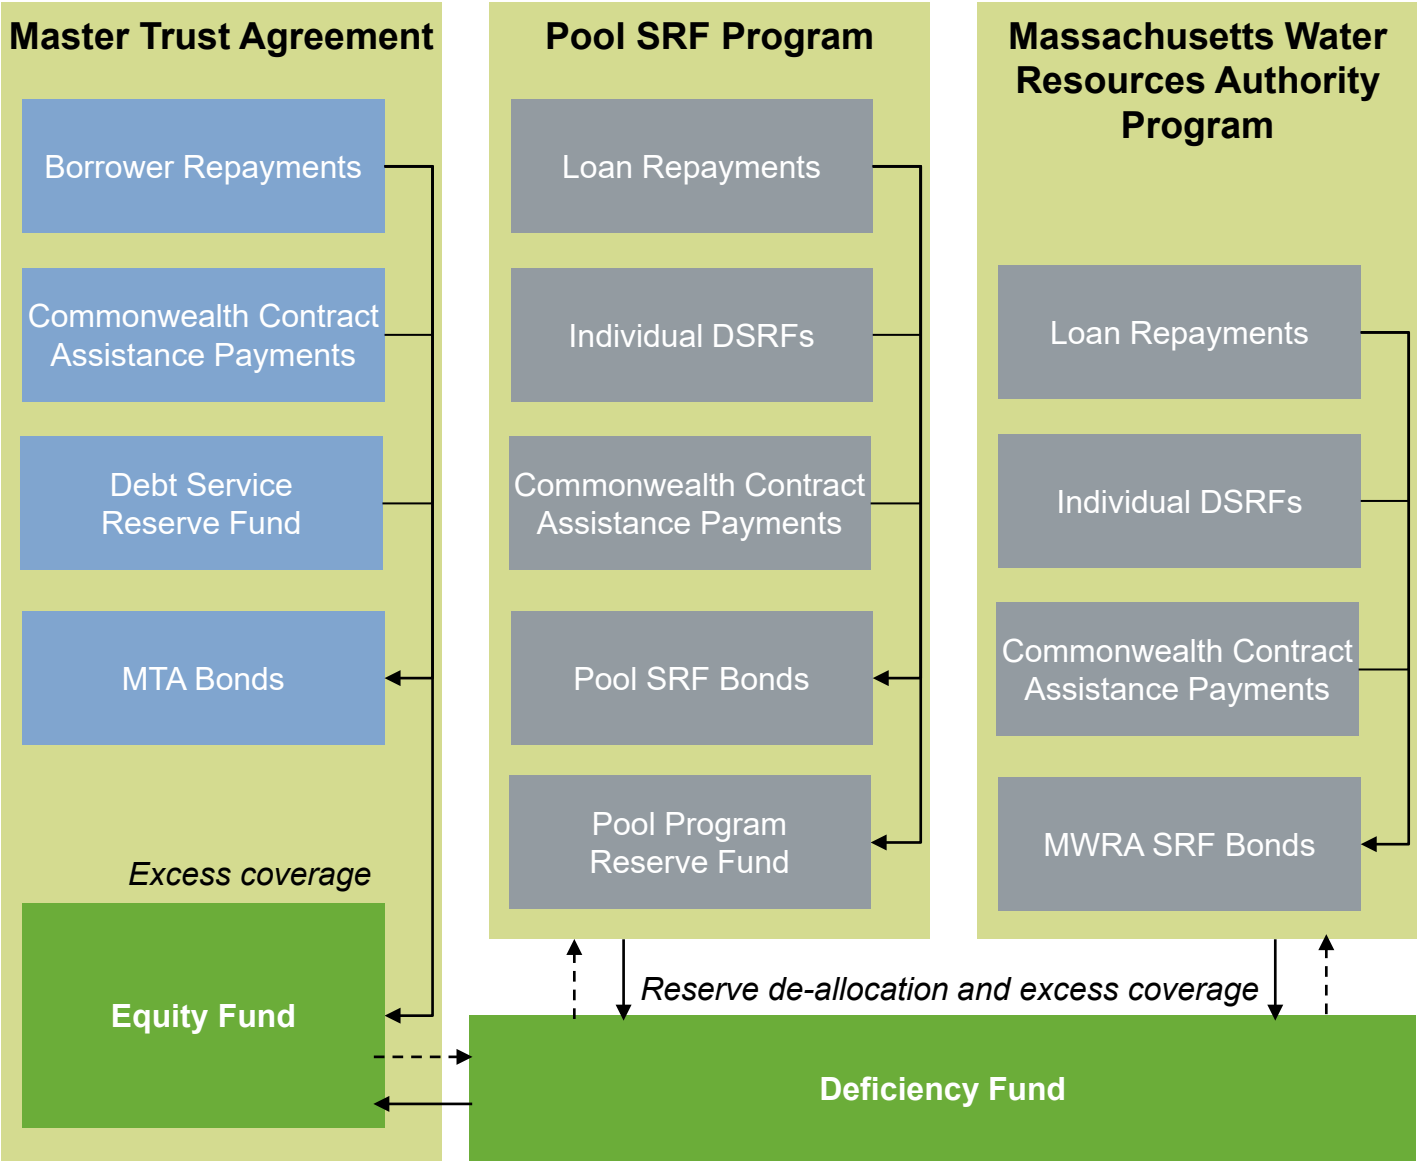 Master Trust Agreement
Borrower Repayments
Commonwealth Contract
Assistance Payments
Debt Service
Reserve Fund
MTA Bonds
Excess coverage
Equity Fund
Pool SRF Program
Loan Repayments
Individual DSRFs
Commonwealth Contract
Assistance Payments
Pool SRF Bonds
Pool Program
Reserve Fund
Massachusetts Water
Resources Authority
Program
Loan Repayments
Individual DSRFs
Commonwealth Contract
Assistance Payments
MWRA SRF Bonds
Reserve de-allocation and excess coverage
Deficiency Fund